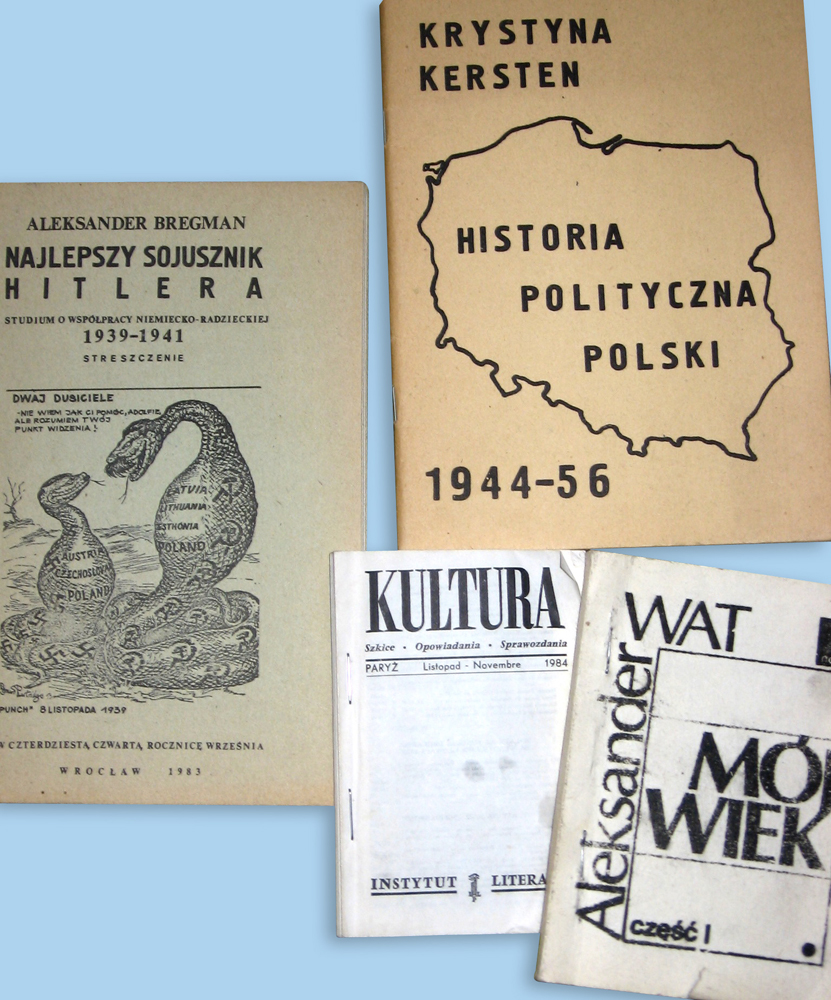 KRYSTYNA
KERSTEN
HISTORIA
POLITYCZNA
POLSKI
1944-56
ALEKSANDER BREGMAN
NAJLEPSZY SOJUSZNIK
HITLERA
STUDIUM O WSPÓŁPRACY NIEMIECKO-RADZIECKIEJ
1939-1941
STRESZCZENIE
DWAJ DUSICIELE
-NIE WIEM JAK CI POMÓC, ADOLFIE,
ALE ROZUMIEM TWÓJ
PUNKT WIDZENIA!
LATVIA
LITHUANIA
ESTHONIA
POLAND
AUSTRIA
CZECHOSLOVA
POLAND
PUNCH" 8 LISTOPADA 1939
W CZTERDZIESTĄ CZWARTĄ ROCZNICĘ WRZEŚNIA
WROCŁAW 1983
KULTURA
Szkice • Opowiadania • Sprawozdania
PARYŻ Listopad - Novembre 1984
INSTYTUT LITERA
Aleksander
WAT
MÓJ
WIEK
część I